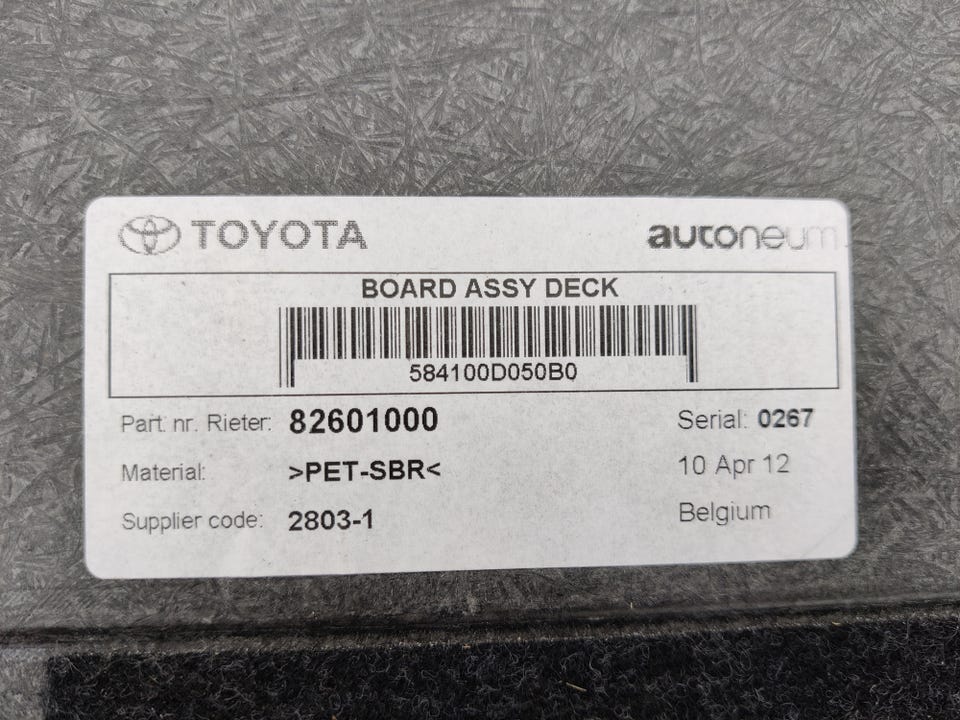 TOYOTA autoneum
BOARD ASSY DECK
584100D050B0
Part. nr. Rieter: 82601000 Serial: 0267
Material: >PET-SBR< 10 Apr 12
Supplier code: 2803-1 Belgium